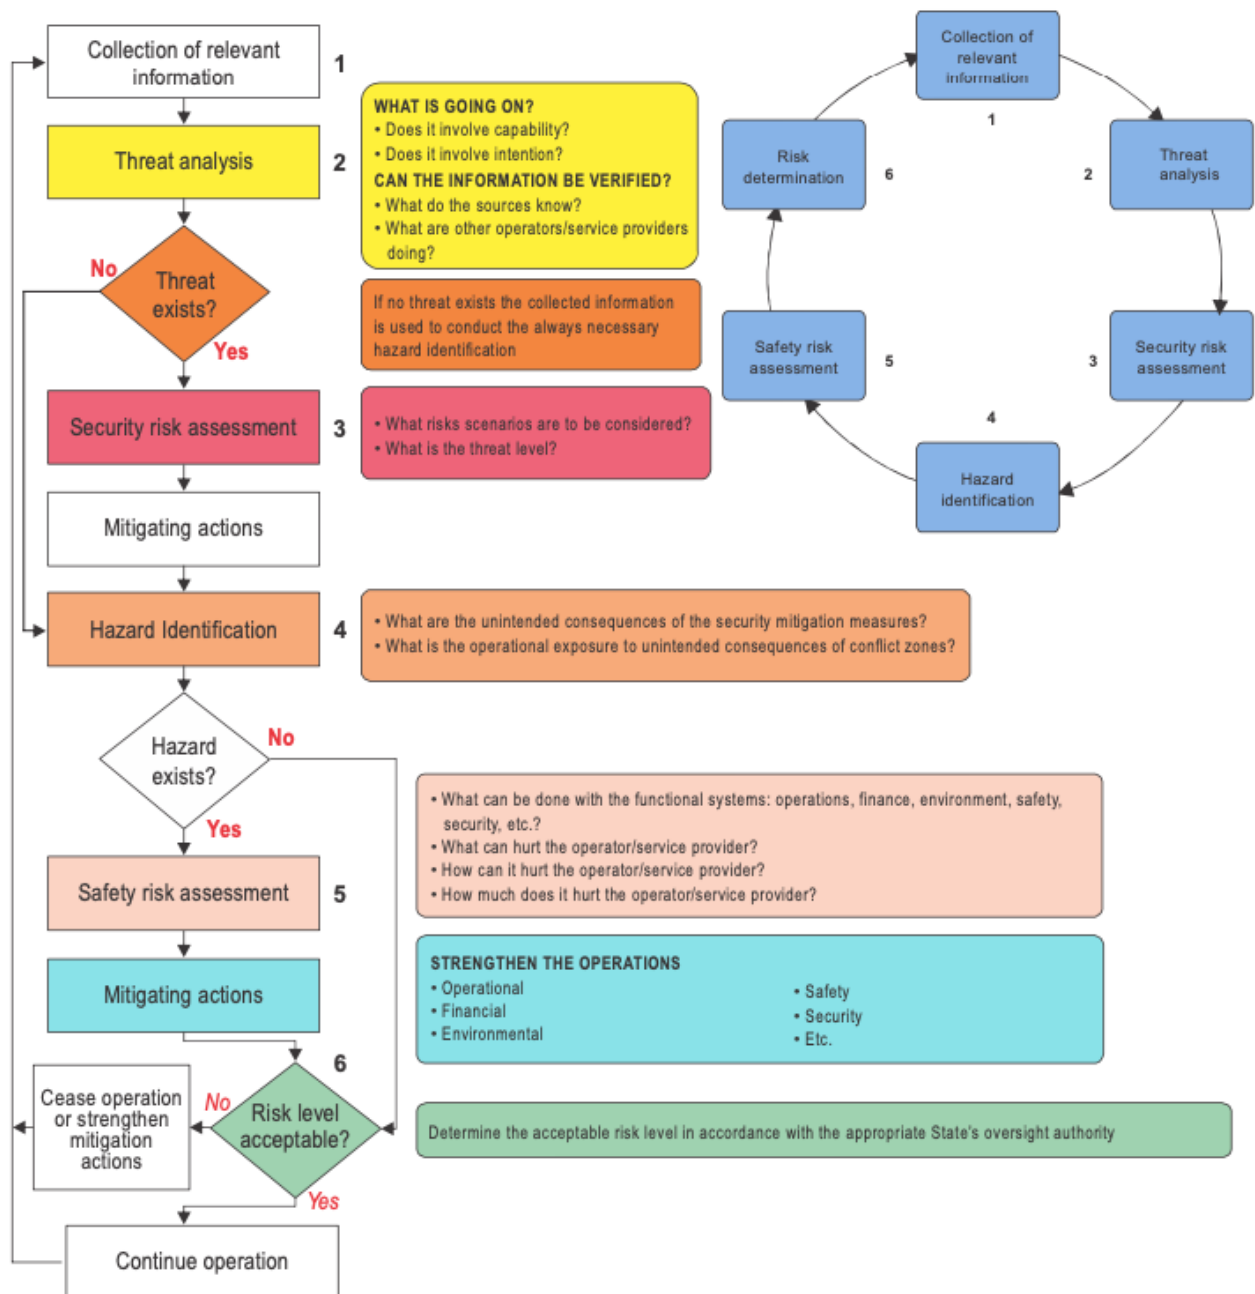 Collection of relevant
information
1
Threat analysis
2
WHAT IS GOING ON?
• Does it involve capability?
• Does it involve intention?
CAN THE INFORMATION BE VERIFIED?
• What do the sources know?
• What are other operators/service providers
doing?
No
Threat
exists?
Yes
If no threat exists the collected information
is used to conduct the always necessary
hazard identification
Security risk assessment
3
• What risks scenarios are to be considered?
• What is the threat level?
Mitigating actions
Hazard Identification
4
• What are the unintended consequences of the security mitigation measures?
• What is the operational exposure to unintended consequences of conflict zones?
Hazard
exists?
No
Yes
• What can be done with the functional systems: operations, finance, environment, safety,
security, etc.?
• What can hurt the operator/service provider?
• How can it hurt the operator/service provider?
• How much does it hurt the operator/service provider?
Safety risk assessment
5
Mitigating actions
STRENGTHEN THE OPERATIONS
• Operational
• Financial
• Environmental
• Safety
• Security
• Etc.
6
Risk level
acceptable?
No
Yes
Cease operation
or strengthen
mitigation
actions
Determine the acceptable risk level in accordance with the appropriate State's oversight authority
Continue operation
Collection of
relevant
information
1
Threat
analysis
2
Security risk
assessment
3
Hazard
identification
4
Safety risk
assessment
5
Risk
determination
6